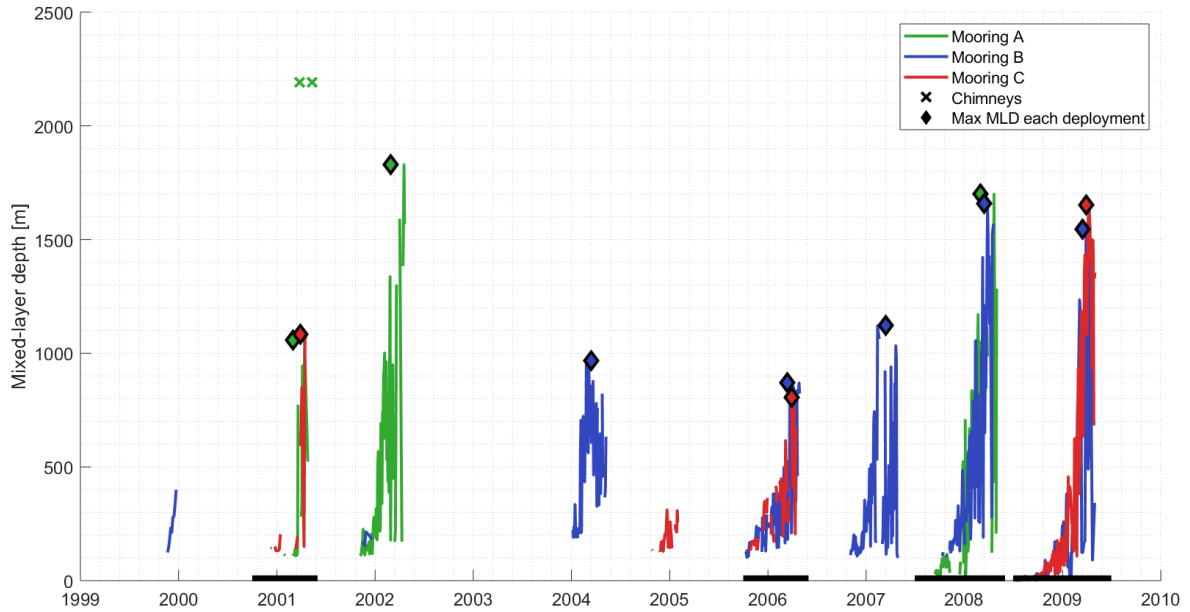 2500
2000
1500
1000
500
0
Mixed-layer depth [m]
Mooring A
Mooring B
Mooring C
Chimneys
Max MLD each deployment
1999 2000 2001 2002 2003 2004 2005 2006 2007 2008 2009 2010